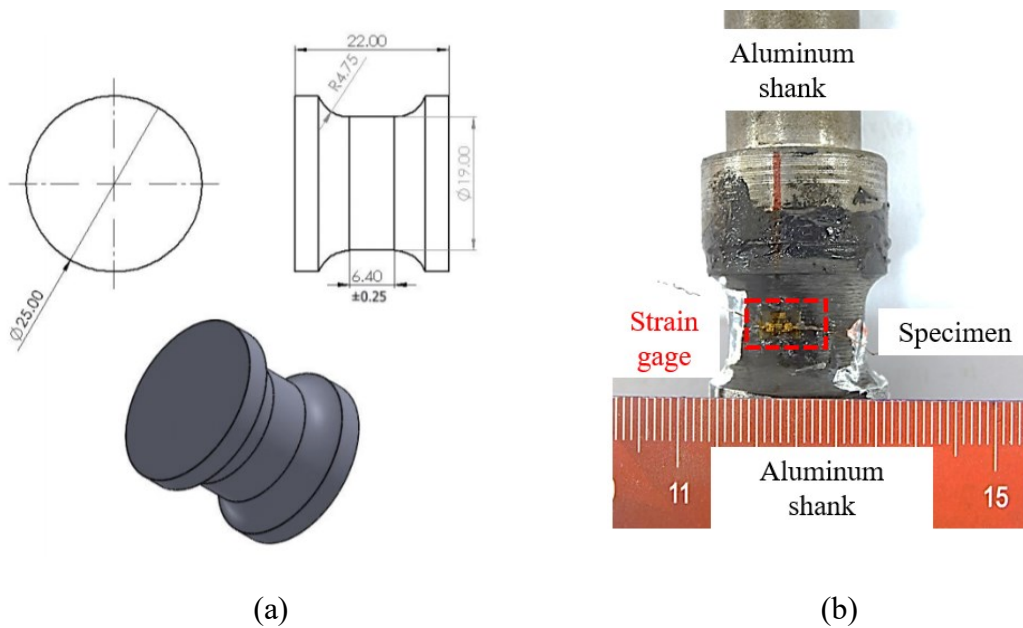 22.00
R4.75
Ø19.00
6.40
±0.25
Ø25.00
(a)
Aluminum
shank
Strain
gage
Specimen
11
15
Aluminum
shank
(b)